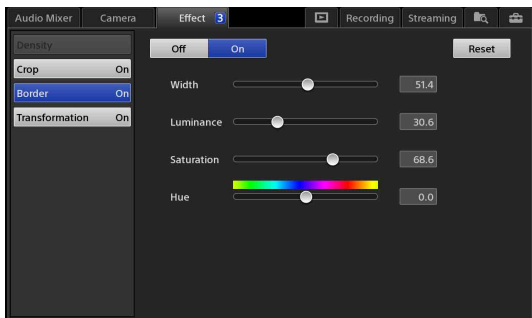 Audio Mixer Camera Effect 3 Recording Streaming
Density
Off On Reset
Crop On
Border On
Transformation On
Width 51.4
Luminance 30.6
Saturation 68.6
Hue 0.0